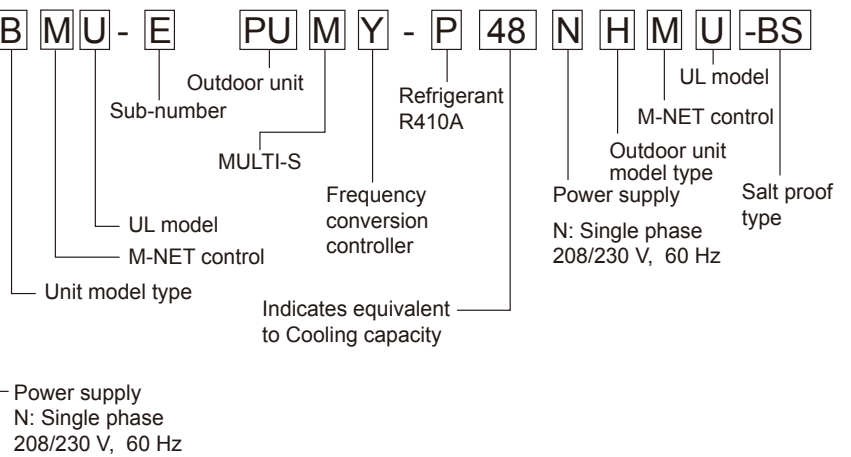 B M U - E PU M Y - P 48 N H M U -BS
Outdoor unit
Sub-number
MULTI-S
Refrigerant
R410A
UL model
M-NET control
Outdoor unit
model type
Frequency
conversion
controller
Power supply
N: Single phase
208/230 V, 60 Hz
Salt proof
type
UL model
M-NET control
Unit model type
Indicates equivalent
to Cooling capacity
Power supply
N: Single phase
208/230 V, 60 Hz